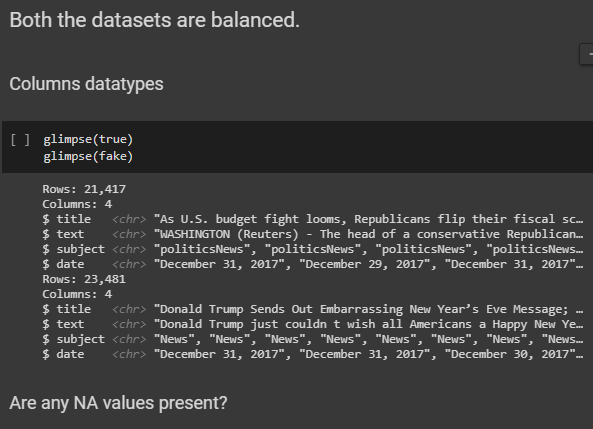 Both the datasets are balanced.
Columns datatypes
[ ] glimpse(true)
glimpse(fake)
Rows: 21,417
Columns: 4
$ title <chr> "As U.S. budget fight looms, Republicans flip their fiscal sc…
$ text <chr> "WASHINGTON (Reuters) - The head of a conservative Republican…
$ subject <chr> "politicsNews", "politicsNews", "politicsNews", "politicsNews…
$ date <chr> "December 31, 2017", "December 29, 2017", "December 31, 2017"…
Rows: 23,481
Columns: 4
$ title <chr> "Donald Trump Sends Out Embarrassing New Year’s Eve Message; …
$ text <chr> "Donald Trump just couldn t wish all Americans a Happy New Ye…
$ subject <chr> "News", "News", "News", "News", "News", "News", "News", "News…
$ date <chr> "December 31, 2017", "December 31, 2017", "December 30, 2017"…
Are any NA values present?